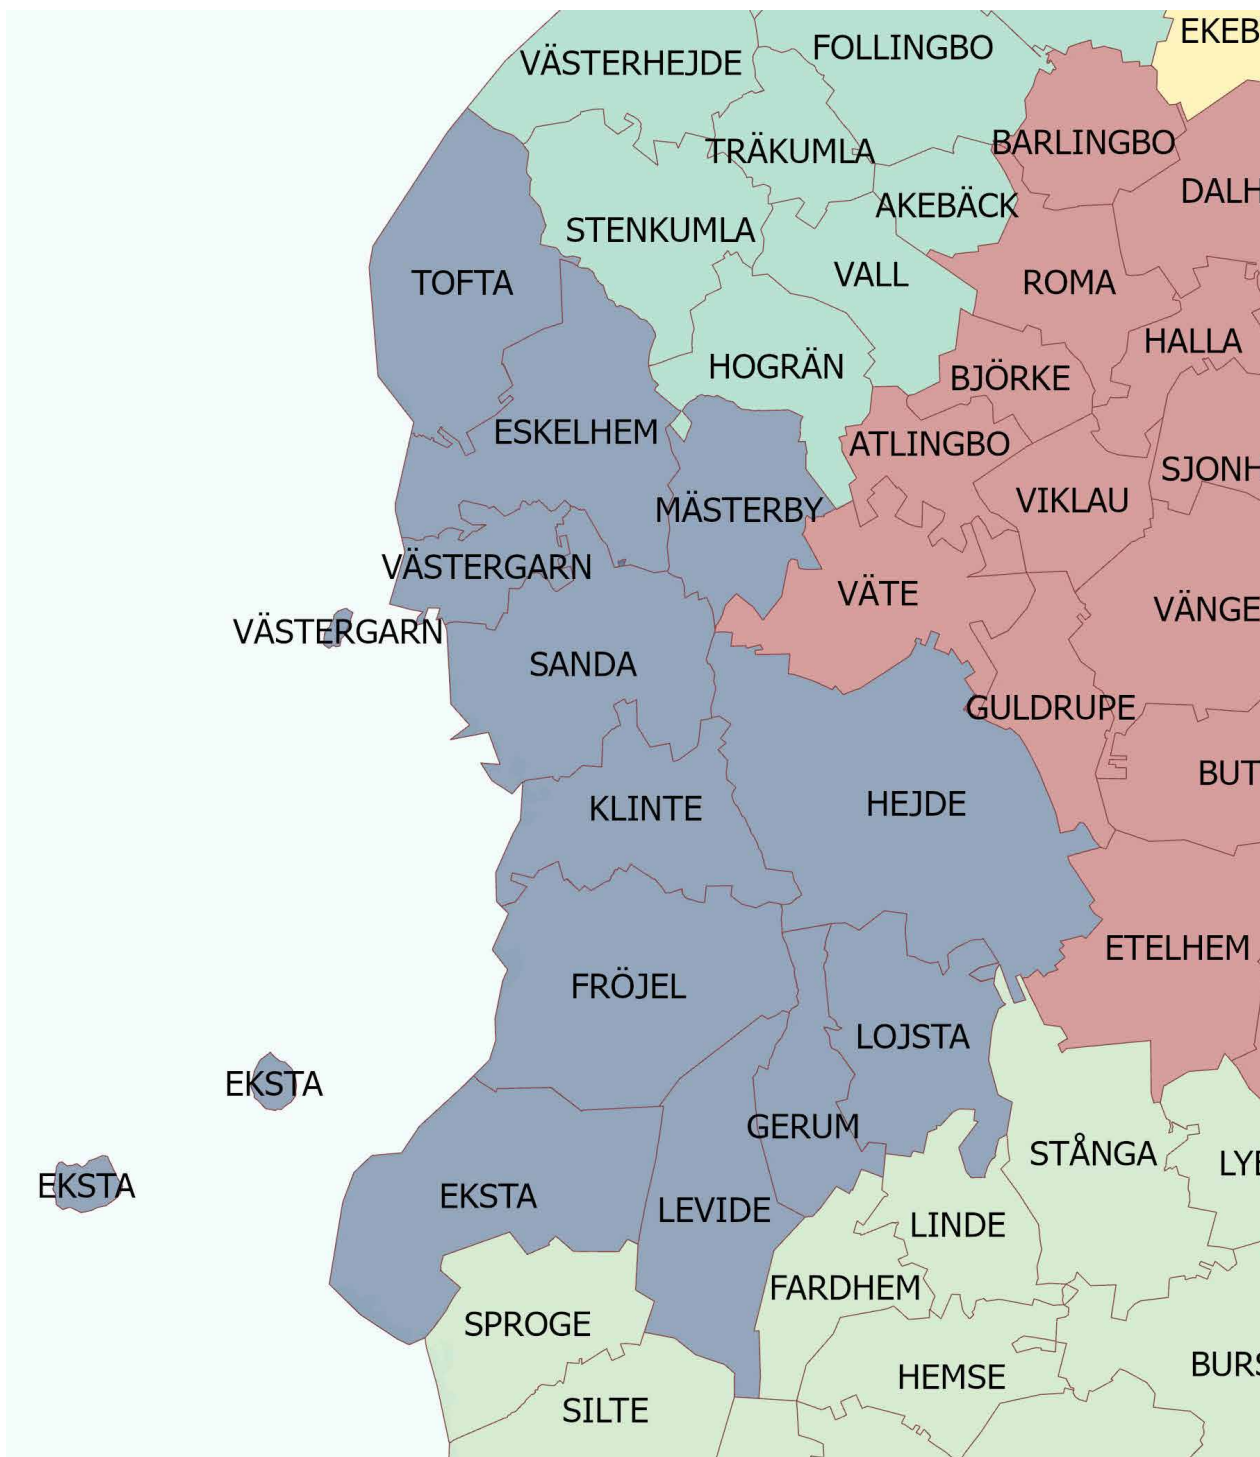 EKEB
VÄSTERHEJDE
FOLLINGBO
TRÄKUMLA
BARLINGBO
DALH
STENKUMLA
AKEBÄCK
TOFTA
VALL
ROMA
HALLA
HOGRÄN
BJÖRKE
ESKELHEM
ATLINGBO
SJONH
MÄSTERBY
VIKLAU
VÄSTERGARN
VÄTE
VÄNGE
VÄSTERGARN
SANDA
GULDRUPE
BUT
KLINTE
HEJDE
ETELHEM
FRÖJEL
LOJSTA
EKSTA
GERUM
STÅNGA
LYE
EKSTA
EKSTA
LEVIDE
LINDE
FARDHEM
SPROGE
HEMSE
BURS
SILTE